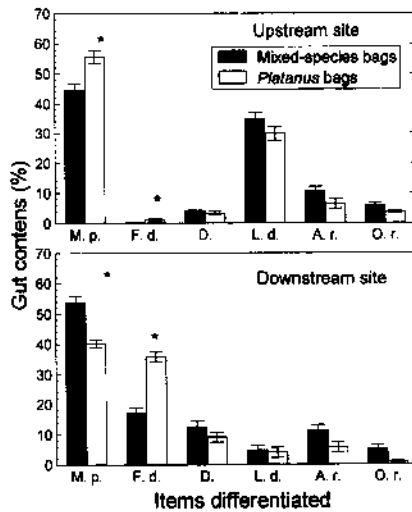 70
Upstream site
60
Mixed-species bags
Platanus bags
50
40
30
20
10
0
M. p. F. d. D. L. d. A. r. O. r.
Gut contens (%)
70
Downstream site
60
50
40
30
20
10
0
M. p. F. d. D. L. d. A. r. O. r.
Items differentiated